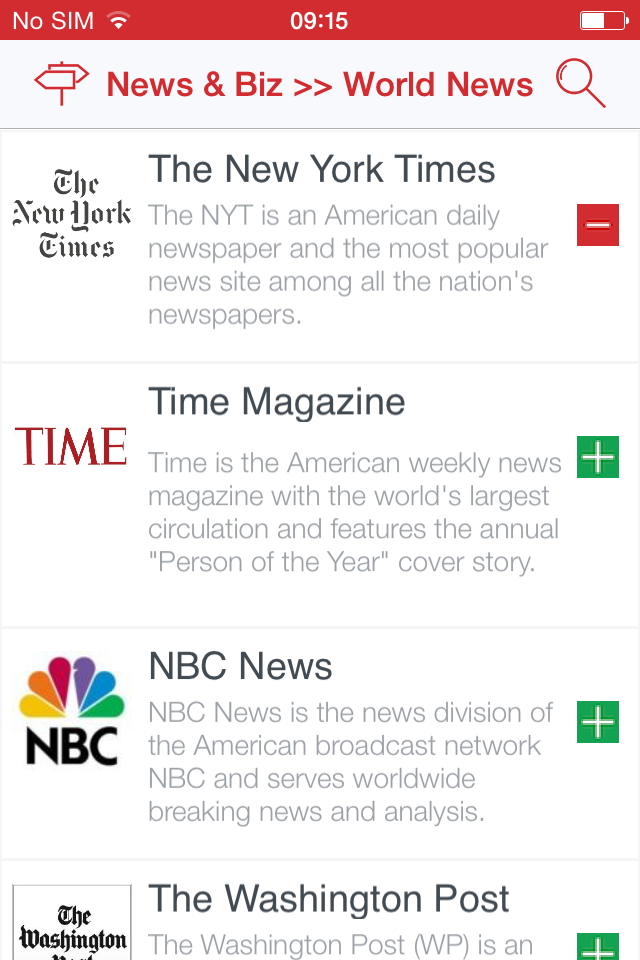 No SIM 09:15
News & Biz >> World News
The
New York
Times
The New York Times
The NYT is an American daily
newspaper and the most popular
news site among all the nation's
newspapers.
TIME
Time Magazine
Time is the American weekly news
magazine with the world's largest
circulation and features the annual
"Person of the Year" cover story.
NBC
NBC News
NBC News is the news division of
the American broadcast network
NBC and serves worldwide
breaking news and analysis.
The
Washington
Post
The Washington Post
The Washington Post (WP) is an